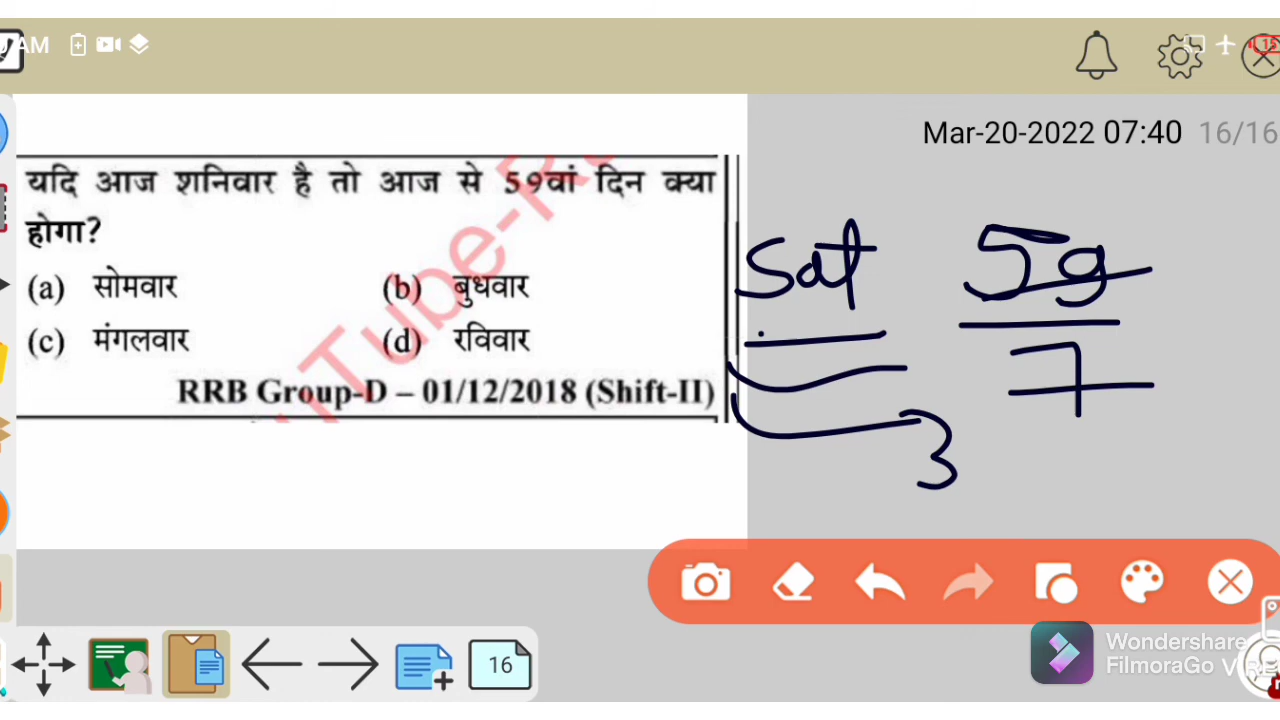 AM
15
Mar-20-2022 07:40 16/16
यदि आज शनिवार है तो आज से 59वां दिन क्या
होगा?
(a) सोमवार (b) बुधवार
(c) मंगलवार (d) रविवार
RRB Group-D – 01/12/2018 (Shift-II)
Sat 59
7
3
16
Wondershare
FilmoraGo